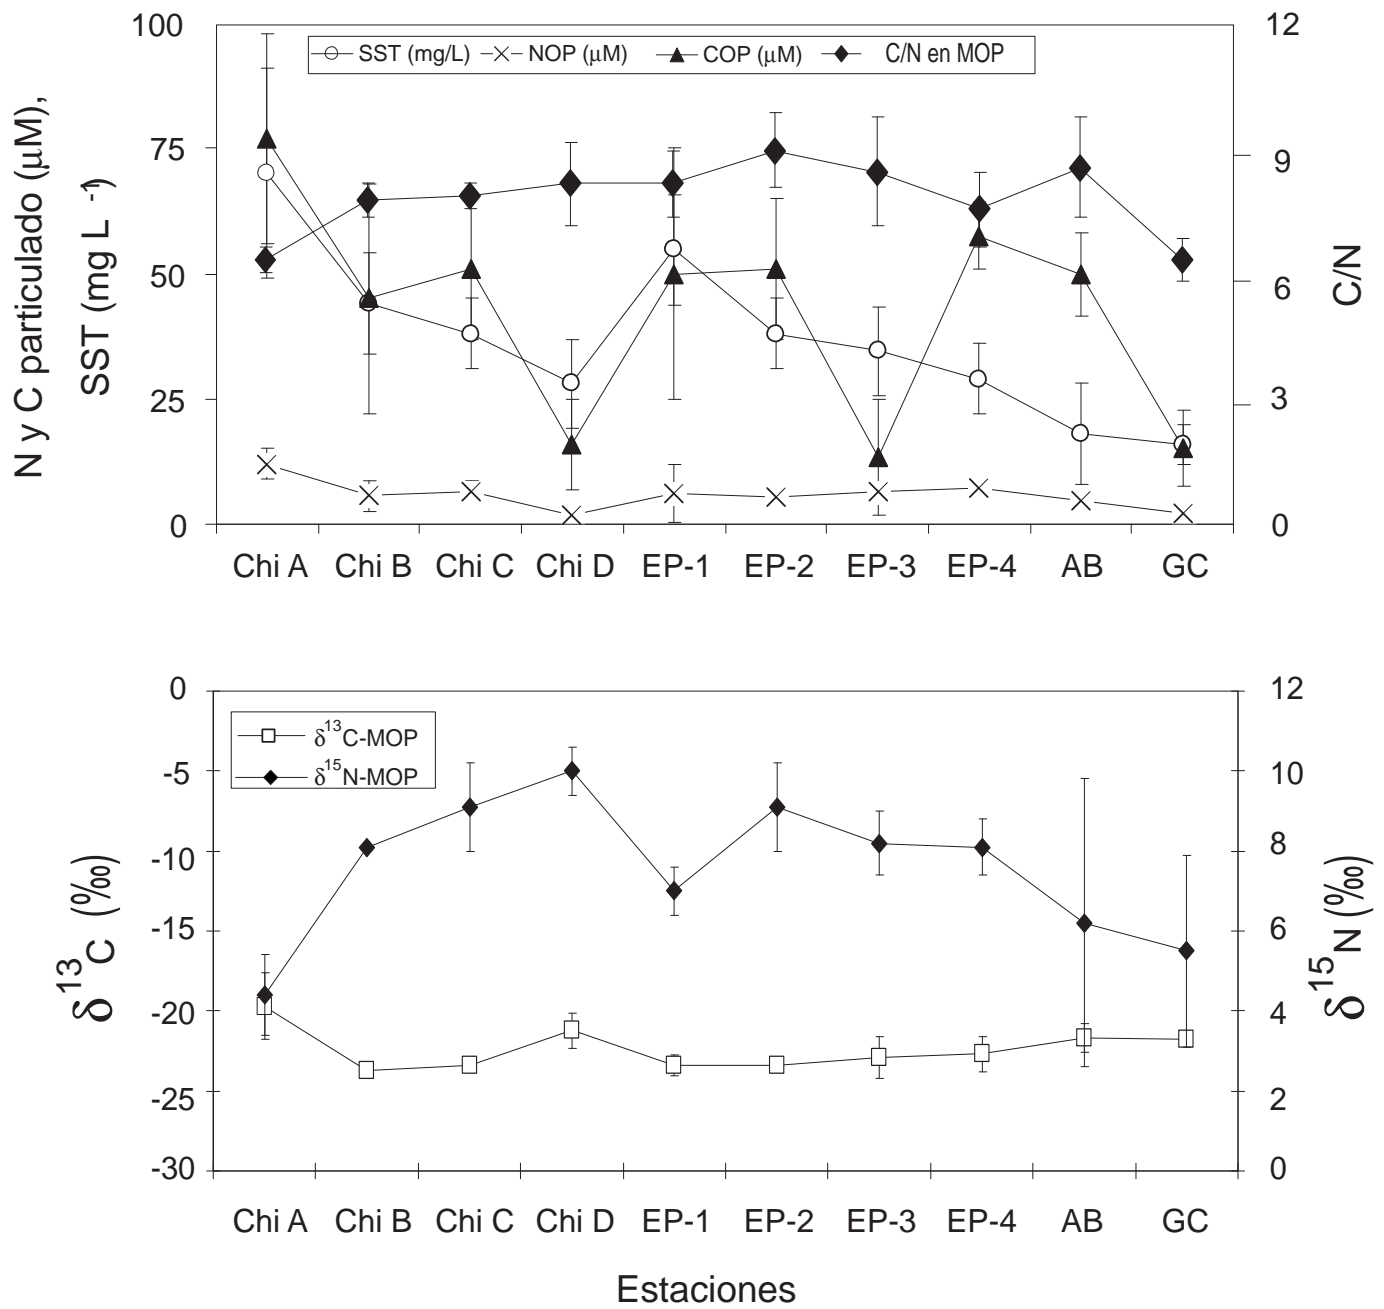 100
75
50
25
0
N y C particulado (μM),
SST (mg L -1)
SST (mg/L) NOP (μM) COP (μM) C/N en MOP
12
9
6
3
0
C/N
Chi A Chi B Chi C Chi D EP-1 EP-2 EP-3 EP-4 AB GC
0
-5
-10
-15
-20
-25
-30
δ13C (‰)
δ13C-MOP
δ15N-MOP
12
10
8
6
4
2
0
δ15N (‰)
Chi A Chi B Chi C Chi D EP-1 EP-2 EP-3 EP-4 AB GC
Estaciones